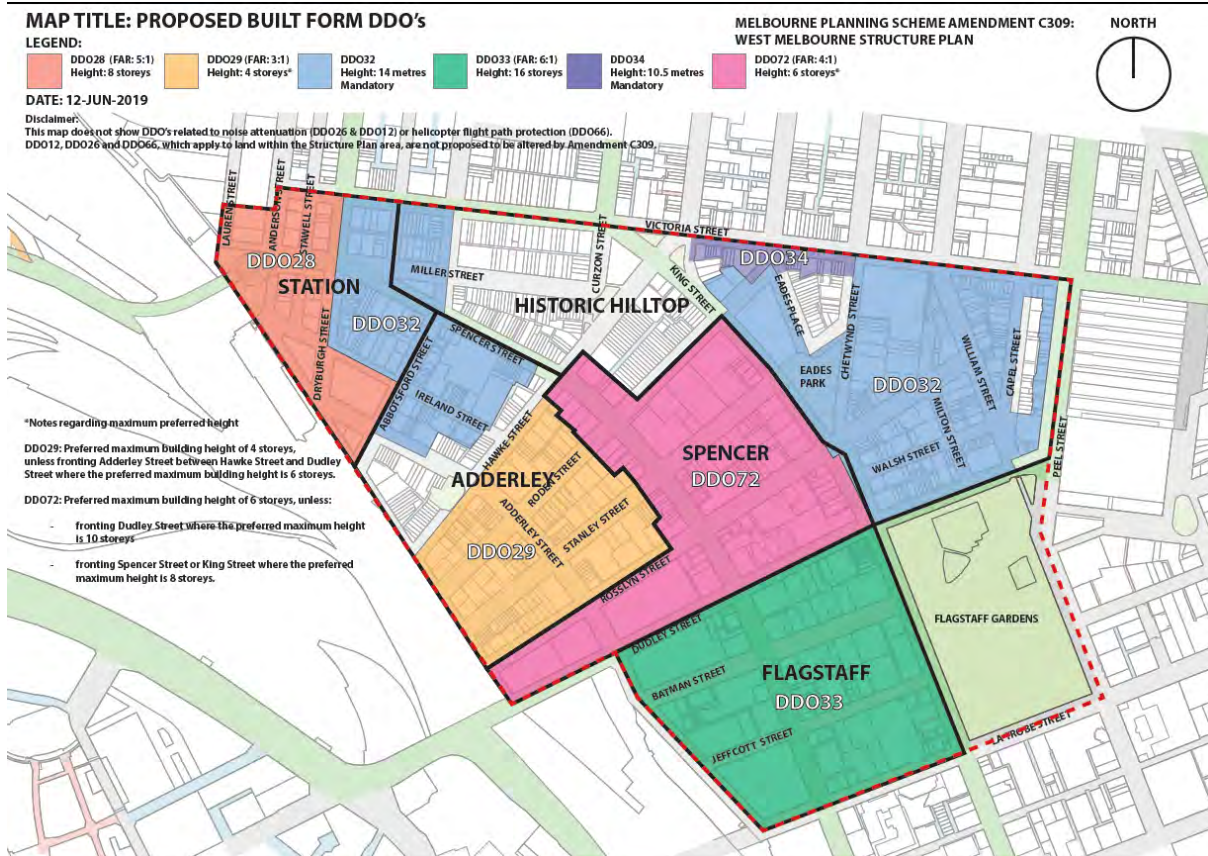 MAP TITLE: PROPOSED BUILT FORM DDO's
MELBOURNE PLANNING SCHEME AMENDMENT C309:
WEST MELBOURNE STRUCTURE PLAN
NORTH
LEGEND:
DDO28 (FAR: 5:1)
Height: 8 storeys
DDO29 (FAR: 3:1)
Height: 4 storeys*
DDO32
Height: 14 metres
Mandatory
DDO33 (FAR: 6:1)
Height: 16 storeys
DDO34
Height: 10.5 metres
Mandatory
DDO72 (FAR: 4:1)
Height: 6 storeys*
DATE: 12-JUN-2019
Disclaimer:
This map does not show DDO's related to noise attenuation (DDO26 & DDO12) or helicopter flight path protection (DDO66).
DDO12, DDO26 and DDO66, which apply to land within the Structure Plan area, are not proposed to be altered by Amendment C309.
LAUREN STREET
ANDERSON STREET
STAWELL STREET
VICTORIA STREET
CURZON STREET
DDO28
STATION
MILLER STREET
HISTORIC HILLTOP
KING STREET
DDO34
EADES PLACE
CHETWYND STREET
DDO32
SPENCER STREET
DRYBURGH STREET
ABBOTSFORD STREET
IRELAND STREET
EADES
PARK
DDO32
WILLIAM STREET
CAPEL STREET
MILTON STREET
WALSH STREET
PEEL STREET
HAWKE STREET
ADDERLEY
RODEN STREET
ADDERLEY STREET
STANLEY STREET
DDO29
SPENCER
DDO72
ROSSLYN STREET
DUDLEY STREET
BATMAN STREET
JEFFCOTT STREET
FLAGSTAFF
DDO33
FLAGSTAFF GARDENS
LA TROBE STREET
*Notes regarding maximum preferred height
DDO29: Preferred maximum building height of 4 storeys,
unless fronting Adderley Street between Hawke Street and Dudley
Street where the preferred maximum building height is 6 storeys.
DDO72: Preferred maximum building height of 6 storeys, unless:
- fronting Dudley Street where the preferred maximum height
is 10 storeys
- fronting Spencer Street or King Street where the preferred
maximum height is 8 storeys.